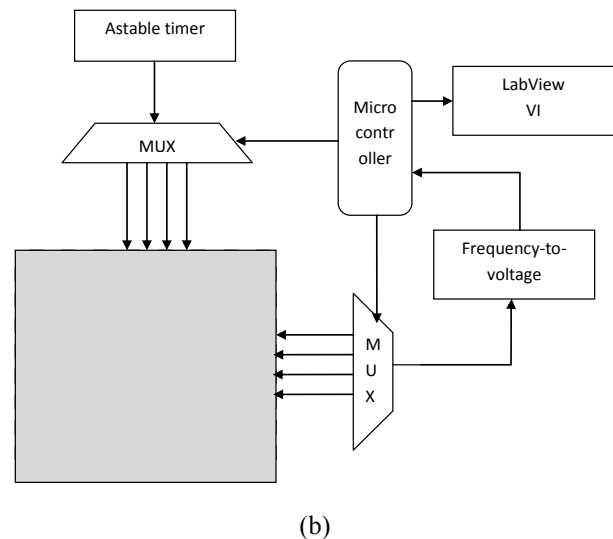 Astable timer
MUX
Micro
contr
oller
LabView
VI
Frequency-to-
voltage
M
U
X
(b)